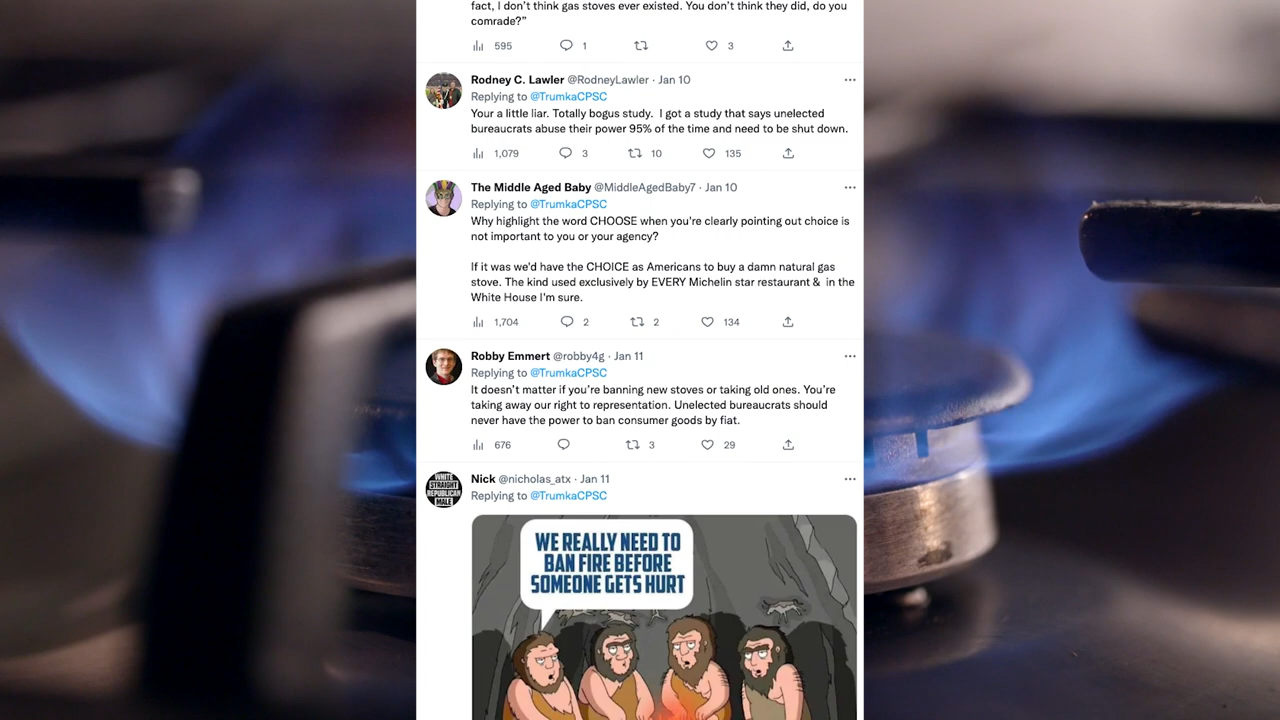 fact, I don't think gas stoves ever existed. You don't think they did, do you
comrade?”
595 1 3
Rodney C. Lawler @RodneyLawler · Jan 10
Replying to @TrumkaCPSC
Your a little liar. Totally bogus study.  I got a study that says unelected
bureaucrats abuse their power 95% of the time and need to be shut down.
1,079 3 10 135
The Middle Aged Baby @MiddleAgedBaby7 · Jan 10
Replying to @TrumkaCPSC
Why highlight the word CHOOSE when you're clearly pointing out choice is
not important to you or your agency?
If it was we'd have the CHOICE as Americans to buy a damn natural gas
stove. The kind used exclusively by EVERY Michelin star restaurant &  in the
White House I'm sure.
1,704 2 2 134
Robby Emmert @robby4g · Jan 11
Replying to @TrumkaCPSC
It doesn't matter if you're banning new stoves or taking old ones. You're
taking away our right to representation. Unelected bureaucrats should
never have the power to ban consumer goods by fiat.
676 3 29
WHITE
STRAIGHT
REPUBLICAN
MALE
Nick @nicholas_atx · Jan 11
Replying to @TrumkaCPSC
WE REALLY NEED TO
BAN FIRE BEFORE
SOMEONE GETS HURT